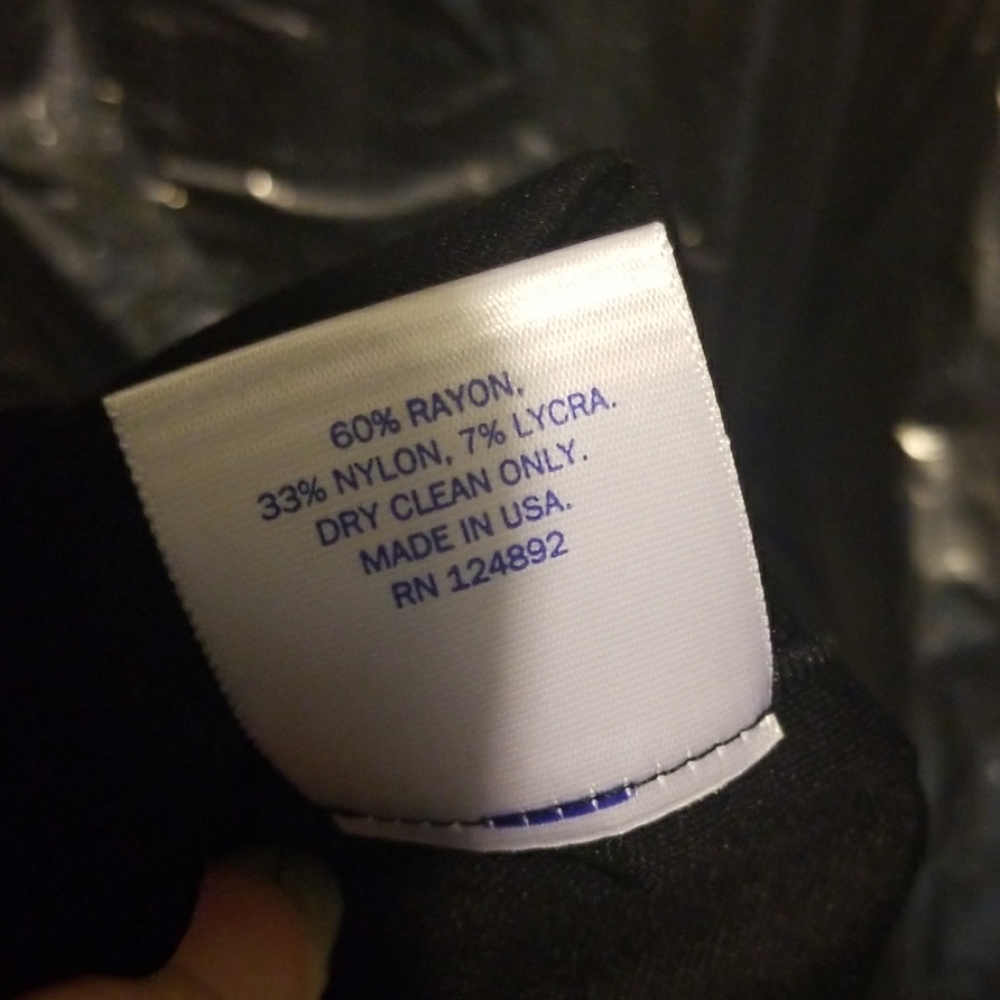 60% RAYON,
33% NYLON, 7% LYCRA.
DRY CLEAN ONLY.
MADE IN USA.
RN 124892